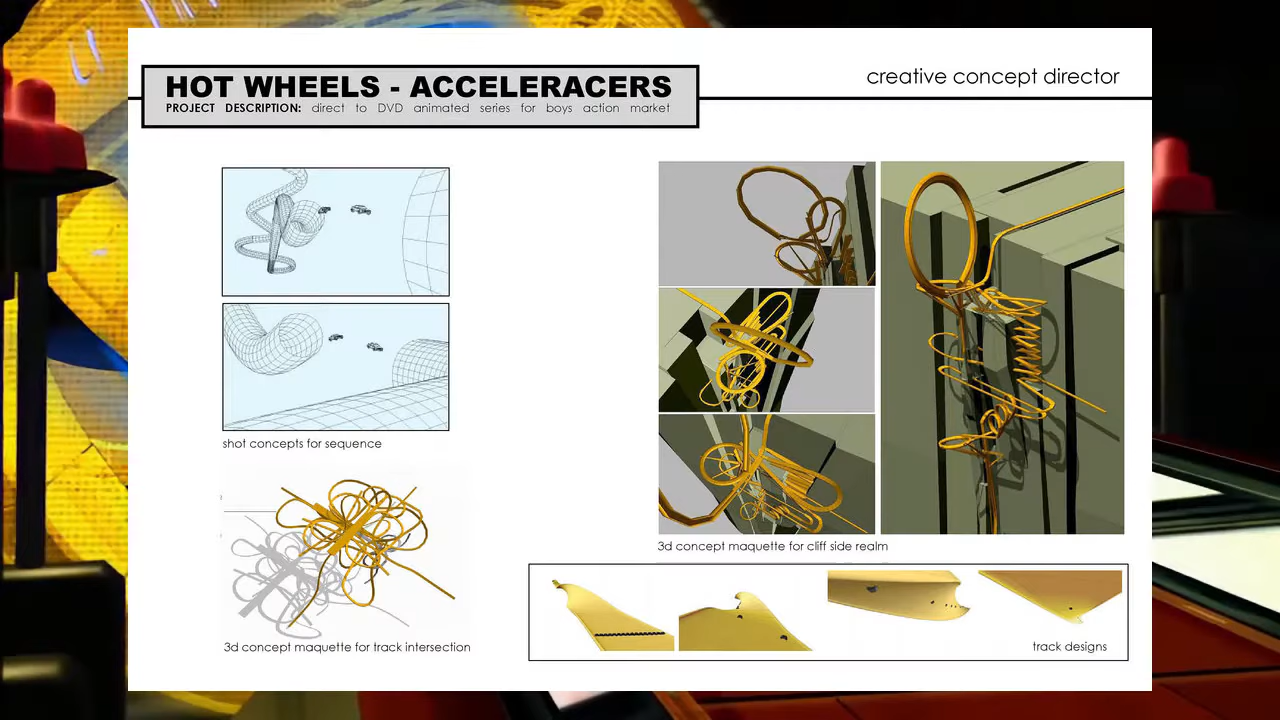 HOT WHEELS - ACCELERACERS
PROJECT DESCRIPTION: direct to DVD animated series for boys action market
creative concept director
shot concepts for sequence
3d concept maquette for cliff side realm
3d concept maquette for track intersection
track designs